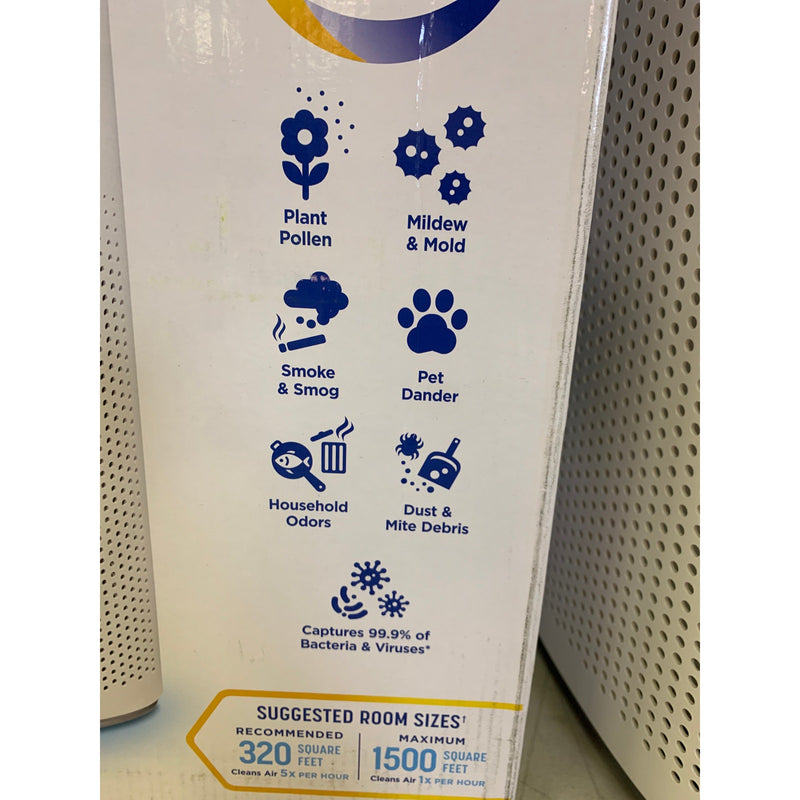 Plant
Pollen
Mildew
& Mold
Smoke
& Smog
Pet
Dander
Household
Odors
Dust &
Mite Debris
Captures 99.9% of
Bacteria & Viruses*
SUGGESTED ROOM SIZES†
RECOMMENDED
320 SQUARE FEET
Cleans Air 5X PER HOUR
MAXIMUM
1500 SQUARE FEET
Cleans Air 1X PER HOUR